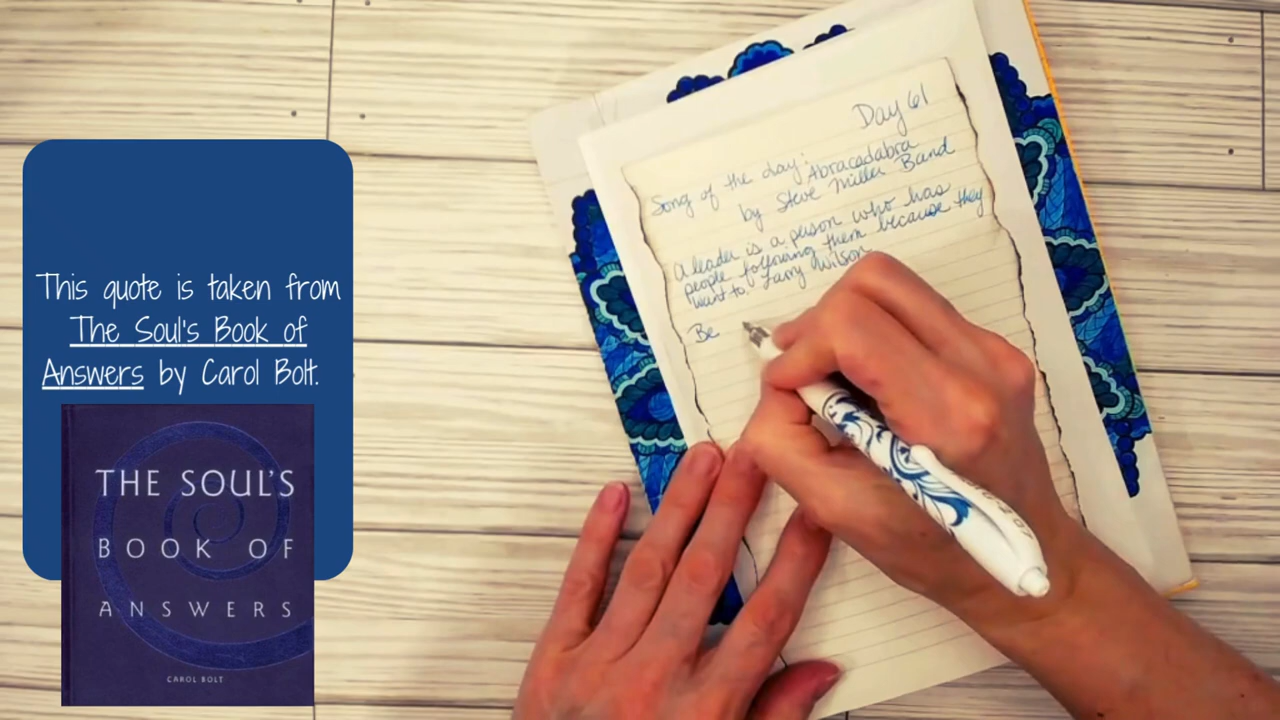 This quote is taken from
The Soul's Book of
Answers by Carol Bolt.
THE SOUL'S
BOOK OF
ANSWERS
CAROL BOLT
Day 61
Song of the day: Abracadabra
by Steve Miller Band
A leader is a person who has
people following them because they
want to. Larry Wilson
Be